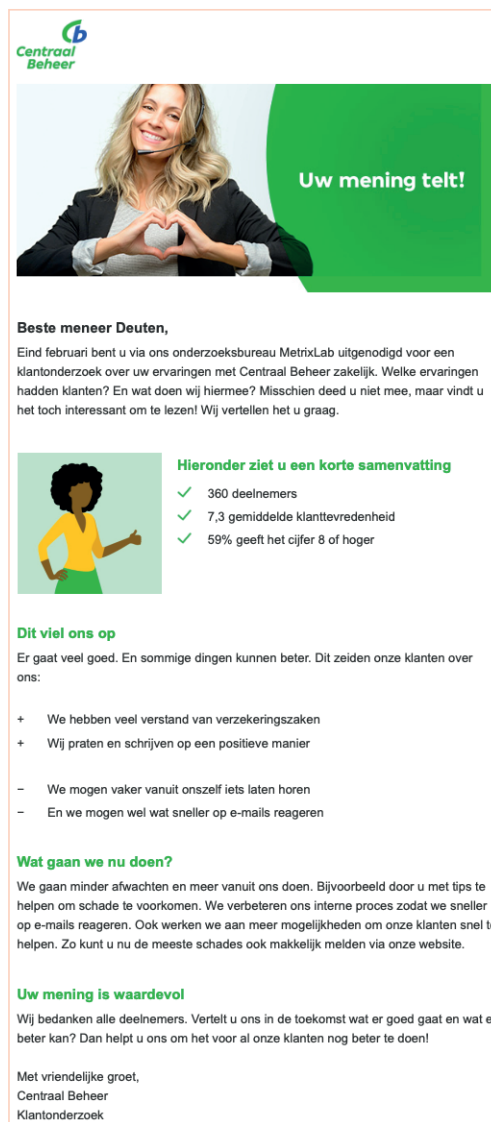 Cb
Centraal
Beheer
Uw mening telt!
Beste meneer Deuten,
Eind februari bent u via ons onderzoeksbureau MetrixLab uitgenodigd voor een
klantonderzoek over uw ervaringen met Centraal Beheer zakelijk. Welke ervaringen
hadden klanten? En wat doen wij hiermee? Misschien deed u niet mee, maar vindt u
het toch interessant om te lezen! Wij vertellen het u graag.
Hieronder ziet u een korte samenvatting
✓ 360 deelnemers
✓ 7,3 gemiddelde klanttevredenheid
✓ 59% geeft het cijfer 8 of hoger
Dit viel ons op
Er gaat veel goed. En sommige dingen kunnen beter. Dit zeiden onze klanten over
ons:
+ We hebben veel verstand van verzekeringszaken
+ Wij praten en schrijven op een positieve manier
− We mogen vaker vanuit onszelf iets laten horen
− En we mogen wel wat sneller op e-mails reageren
Wat gaan we nu doen?
We gaan minder afwachten en meer vanuit ons doen. Bijvoorbeeld door u met tips te
helpen om schade te voorkomen. We verbeteren ons interne proces zodat we sneller
op e-mails reageren. Ook werken we aan meer mogelijkheden om onze klanten snel
helpen. Zo kunt u nu de meeste schades ook makkelijk melden via onze website.
Uw mening is waardevol
Wij bedanken alle deelnemers. Vertelt u ons in de toekomst wat er goed gaat en wat
beter kan? Dan helpt u ons om het voor al onze klanten nog beter te doen!
Met vriendelijke groet,
Centraal Beheer
Klantonderzoek